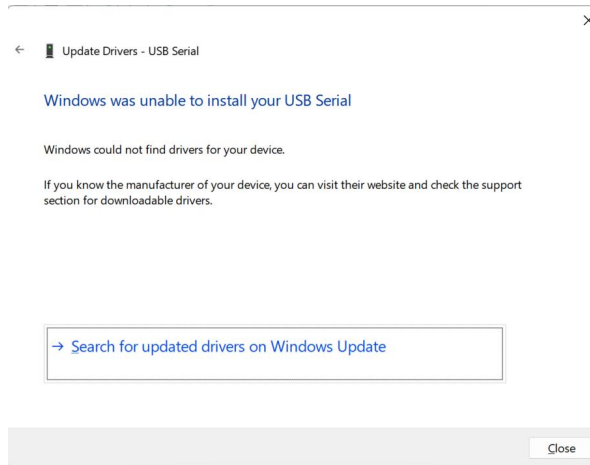 Update Drivers - USB Serial
Windows was unable to install your USB Serial
Windows could not find drivers for your device.
If you know the manufacturer of your device, you can visit their website and check the support
section for downloadable drivers.
Search for updated drivers on Windows Update
Close